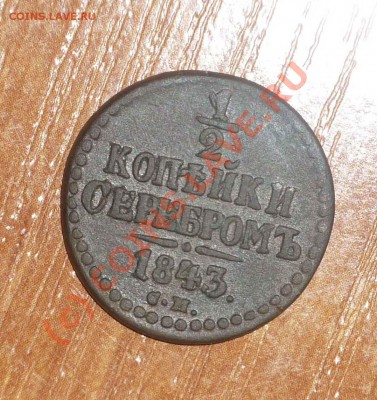 COINS.LAVE.RU
1/2
КОПѢЙКИ
СЕРЕБРОМЪ
1843.
С.М.
(c) COINS.LAVE.RU